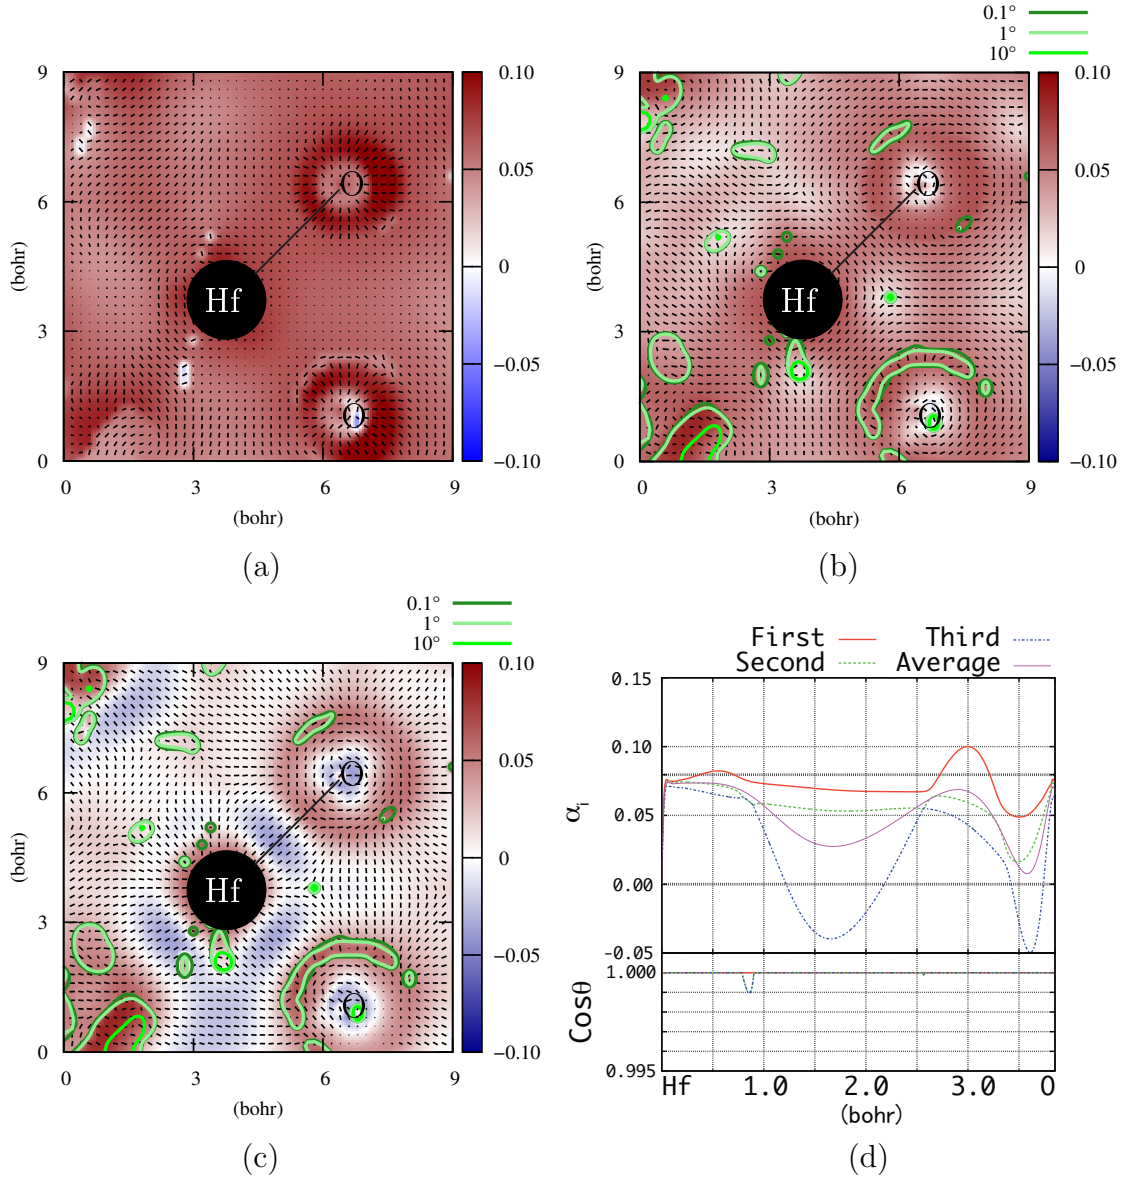 0.1°
1°
10°
9
6
3
0
0 3 6 9
(bohr)
(bohr)
O
Hf
O
0.10
0.05
0
−0.05
−0.10
(a)
9
6
3
0
0 3 6 9
(bohr)
(bohr)
O
Hf
O
0.10
0.05
0
−0.05
−0.10
(b)
0.1°
1°
10°
9
6
3
0
0 3 6 9
(bohr)
(bohr)
O
Hf
O
0.10
0.05
0
−0.05
−0.10
(c)
First Third
Second Average
0.15
0.10
0.05
0.00
-0.05
1.000
0.995
αi
Cosθ
Hf 1.0 2.0 3.0 O
(bohr)
(d)